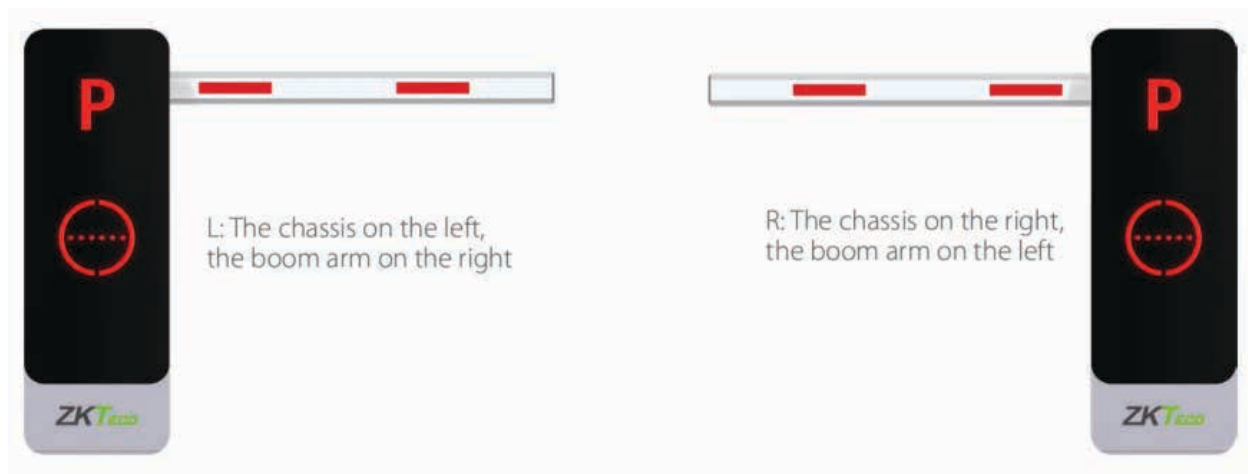 P
L: The chassis on the left,
the boom arm on the right
ZKTeco
R: The chassis on the right,
the boom arm on the left
P
ZKTeco